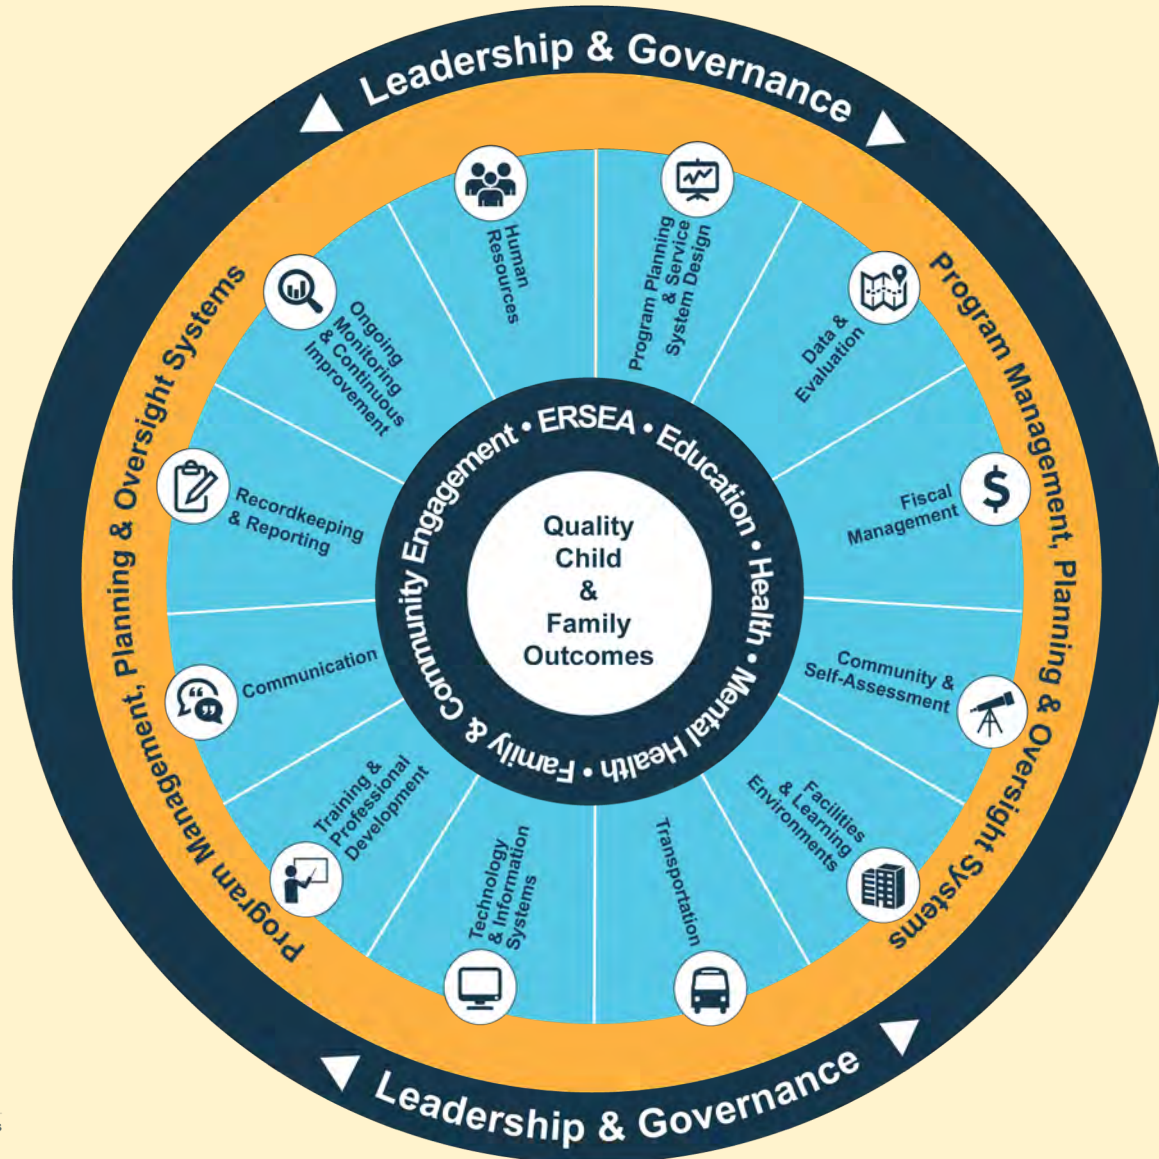 Leadership & Governance
Program Management, Planning & Oversight Systems
Program Management, Planning & Oversight Systems
Human
Resources
Program Planning
& Service
System Design
Data &
Evaluation
Fiscal
Management
Community &
Self-Assessment
Facilities
& Learning
Environments
Transportation
Technology
& Information
Systems
Training &
Professional
Development
Communication
Recordkeeping
& Reporting
Ongoing
Monitoring
& Continuous
Improvement
ERSEA • Education • Health • Mental Health • Family & Community Engagement •
Quality
Child
&
Family
Outcomes
$
Leadership & Governance